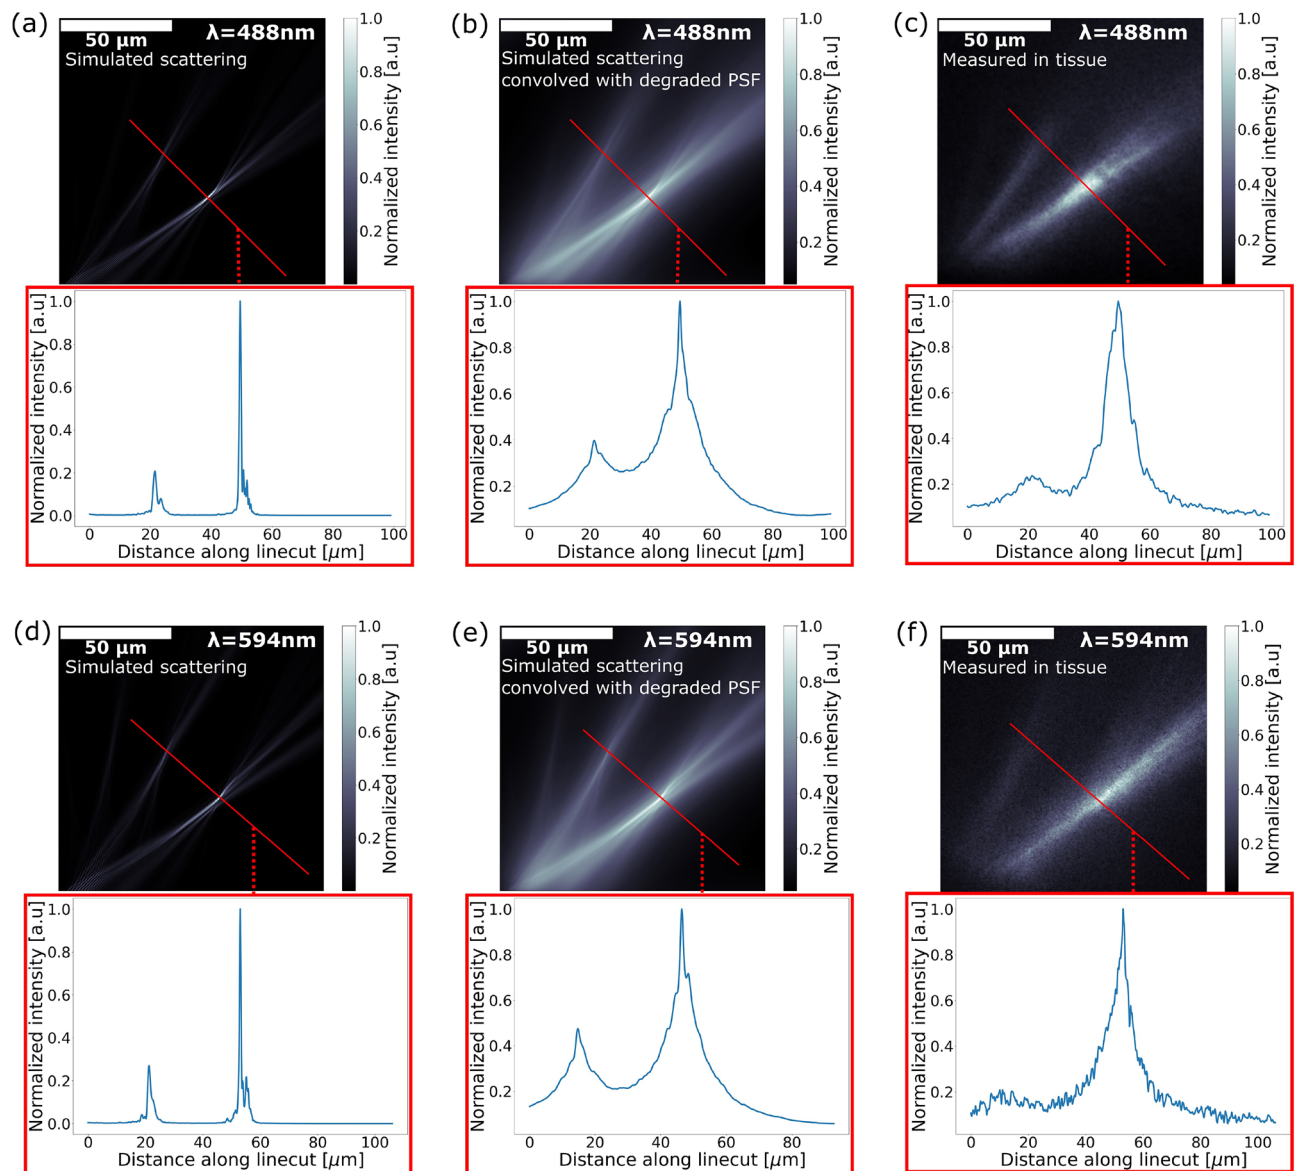 (a)
50 μm
λ=488nm
Simulated scattering
1.0
0.8
0.6
0.4
0.2
Normalized intensity [a.u]
Normalized intensity [a.u]
1.0
0.8
0.6
0.4
0.2
0.0
0 20 40 60 80 100
Distance along linecut [μm]
(b)
50 μm
λ=488nm
Simulated scattering
convolved with degraded PSF
1.0
0.8
0.6
0.4
0.2
Normalized intensity [a.u]
Normalized intensity [a.u]
1.0
0.8
0.6
0.4
0.2
0 20 40 60 80 100
Distance along linecut [μm]
(c)
50 μm
λ=488nm
Measured in tissue
1.0
0.8
0.6
0.4
0.2
Normalized intensity [a.u]
Normalized intensity [a.u]
1.0
0.8
0.6
0.4
0.2
0 20 40 60 80 100
Distance along linecut [μm]
(d)
50 μm
λ=594nm
Simulated scattering
1.0
0.8
0.6
0.4
0.2
Normalized intensity [a.u]
Normalized intensity [a.u]
1.0
0.8
0.6
0.4
0.2
0.0
0 20 40 60 80 100
Distance along linecut [μm]
(e)
50 μm
λ=594nm
Simulated scattering
convolved with degraded PSF
1.0
0.8
0.6
0.4
0.2
Normalized intensity [a.u]
Normalized intensity [a.u]
1.0
0.8
0.6
0.4
0.2
0 20 40 60 80
Distance along linecut [μm]
(f)
50 μm
λ=594nm
Measured in tissue
1.0
0.8
0.6
0.4
0.2
Normalized intensity [a.u]
Normalized intensity [a.u]
1.0
0.8
0.6
0.4
0.2
0 20 40 60 80 100
Distance along linecut [μm]